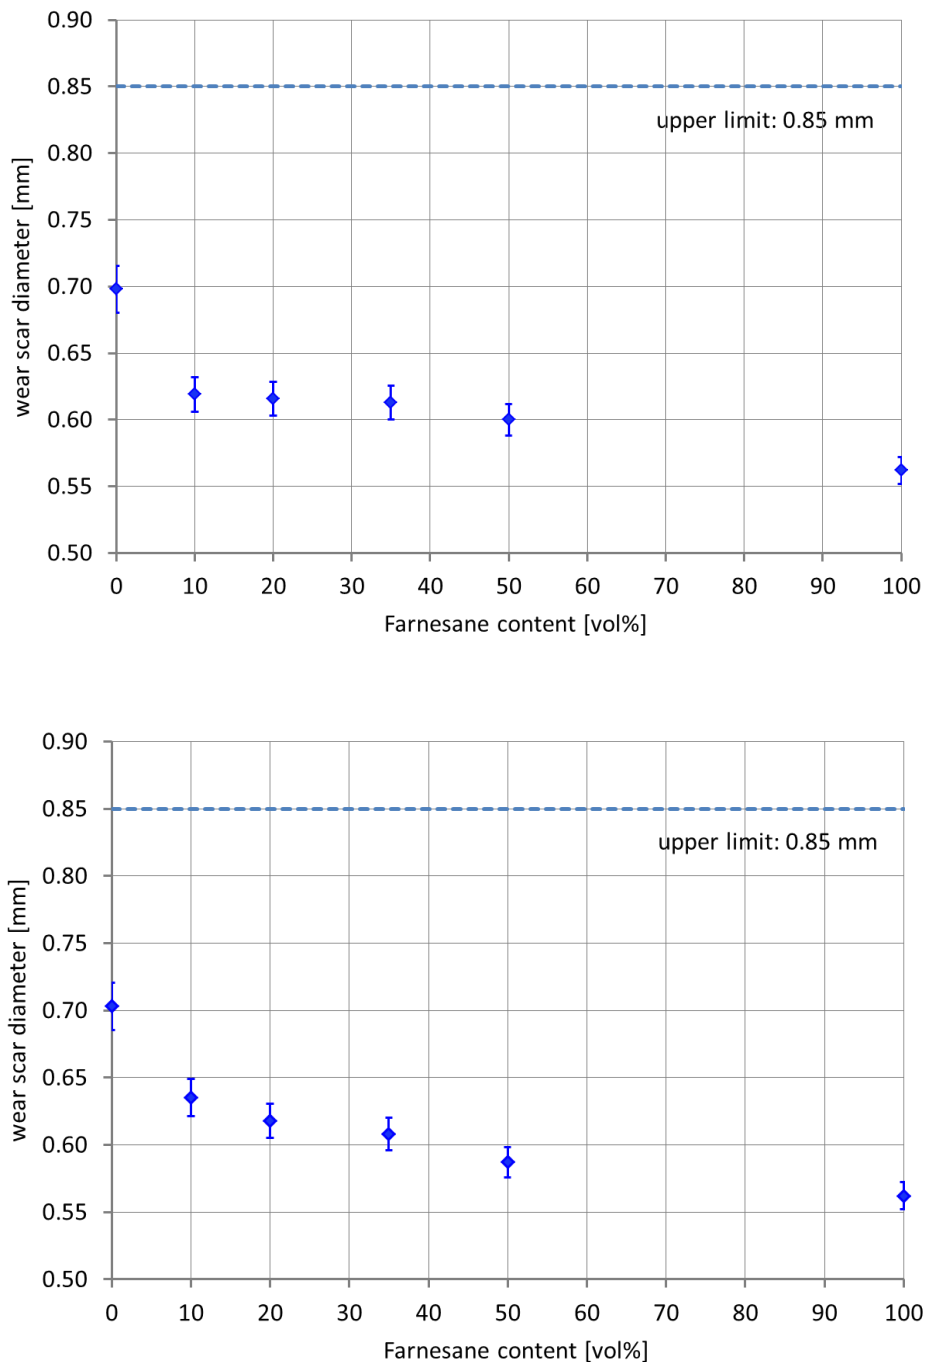 0.90
0.85
upper limit: 0.85 mm
0.80
0.75
0.70
0.65
0.60
0.55
0.50
wear scar diameter [mm]
0 10 20 30 40 50 60 70 80 90 100
Farnesane content [vol%]
0.90
0.85
upper limit: 0.85 mm
0.80
0.75
0.70
0.65
0.60
0.55
0.50
wear scar diameter [mm]
0 10 20 30 40 50 60 70 80 90 100
Farnesane content [vol%]